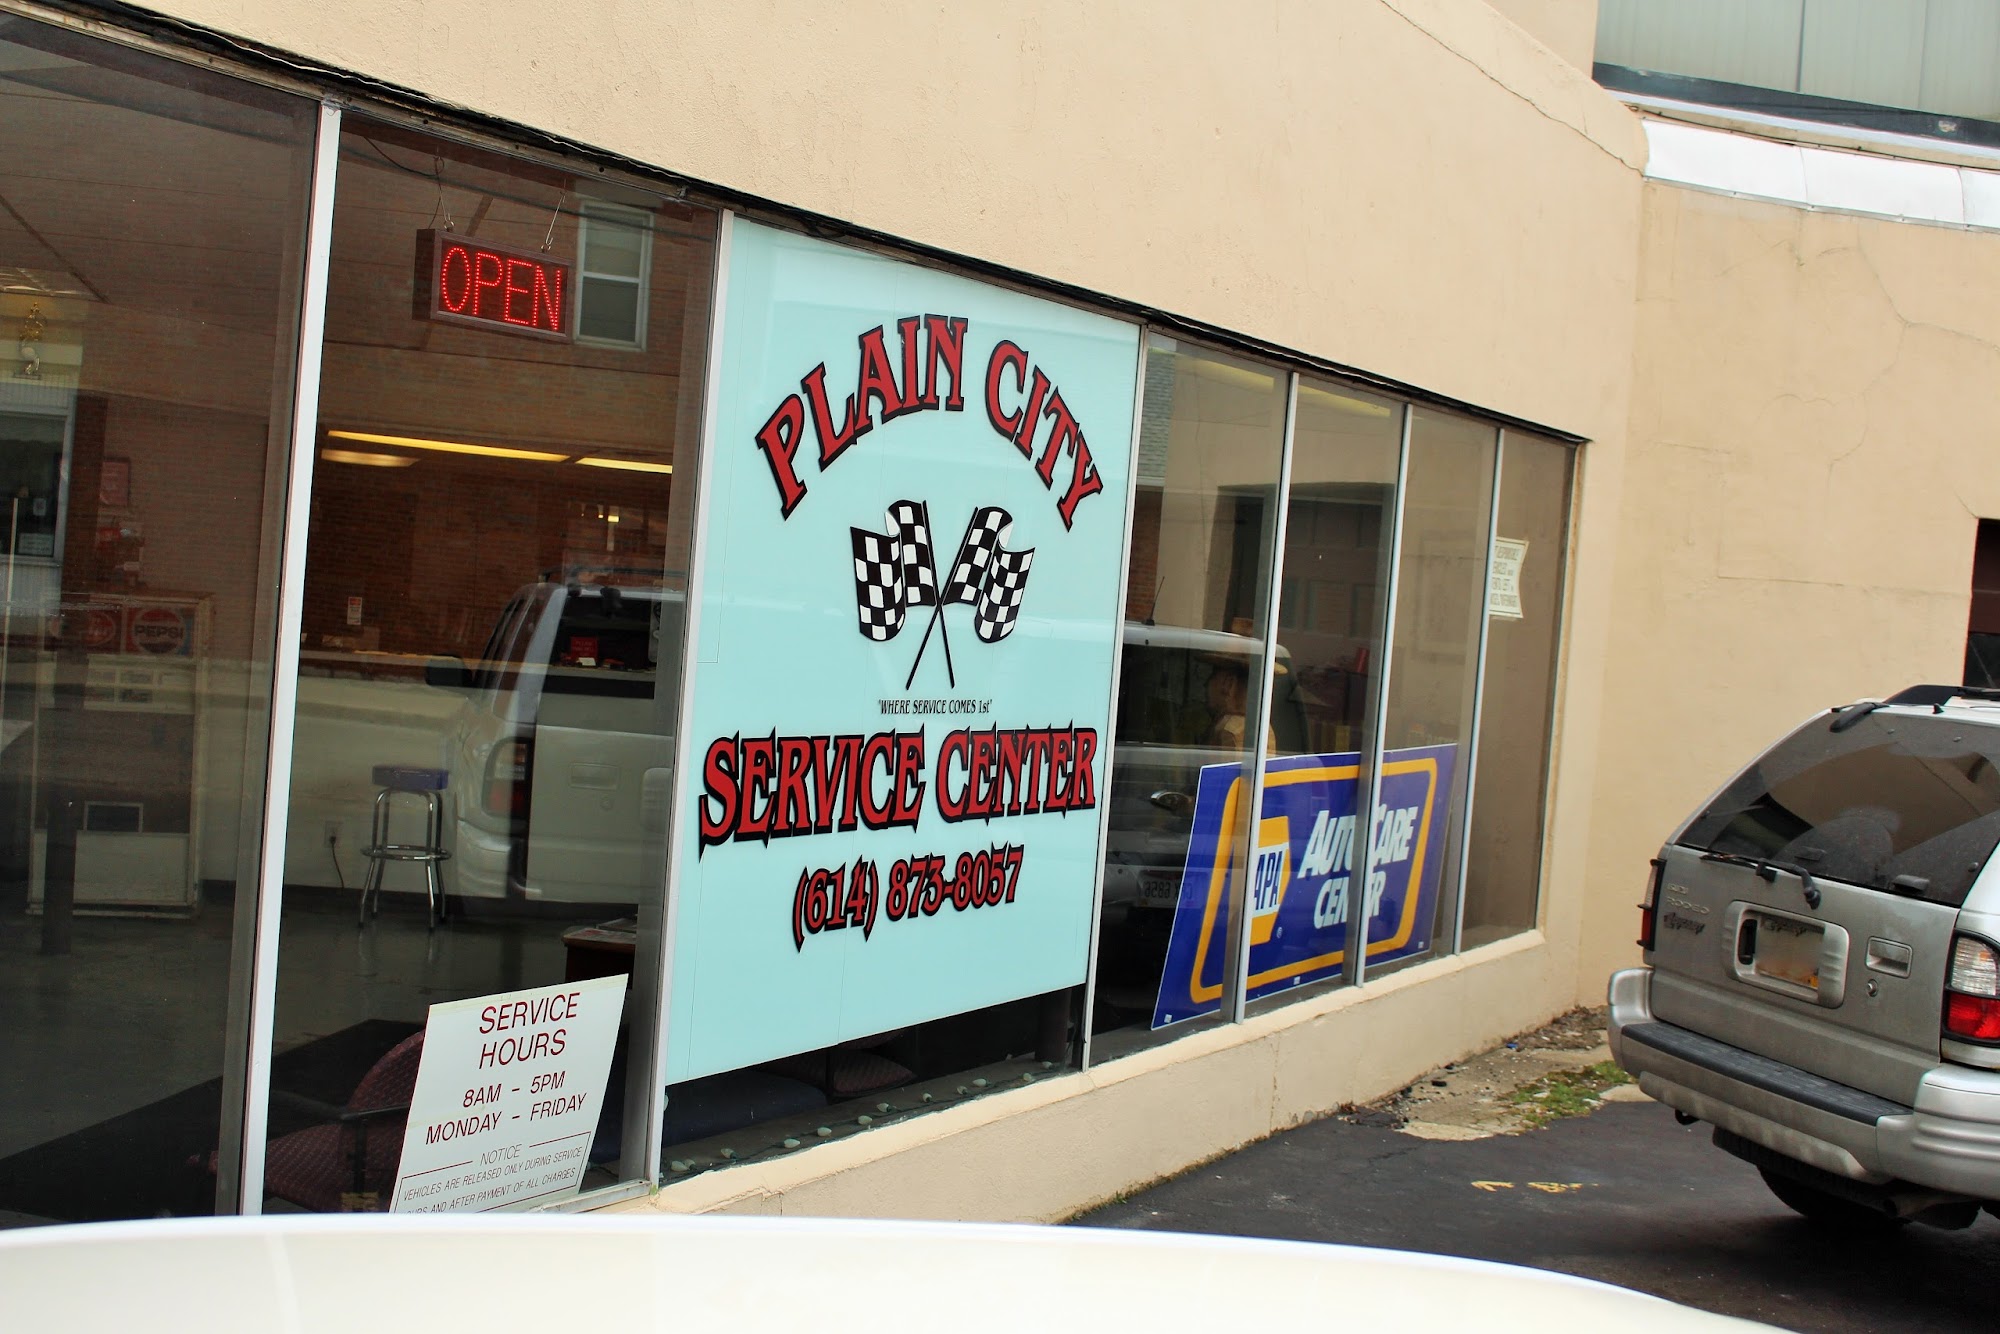 OPEN
PLAIN CITY
"WHERE SERVICE COMES 1st"
SERVICE CENTER
(614) 873-8057
PEPSI
NAPA
AUTO CARE
CENTER
SERVICE
HOURS
8AM - 5PM
MONDAY - FRIDAY
NOTICE
VEHICLES ARE RELEASED ONLY DURING SERVICE
AND AFTER PAYMENT OF ALL CHARGES